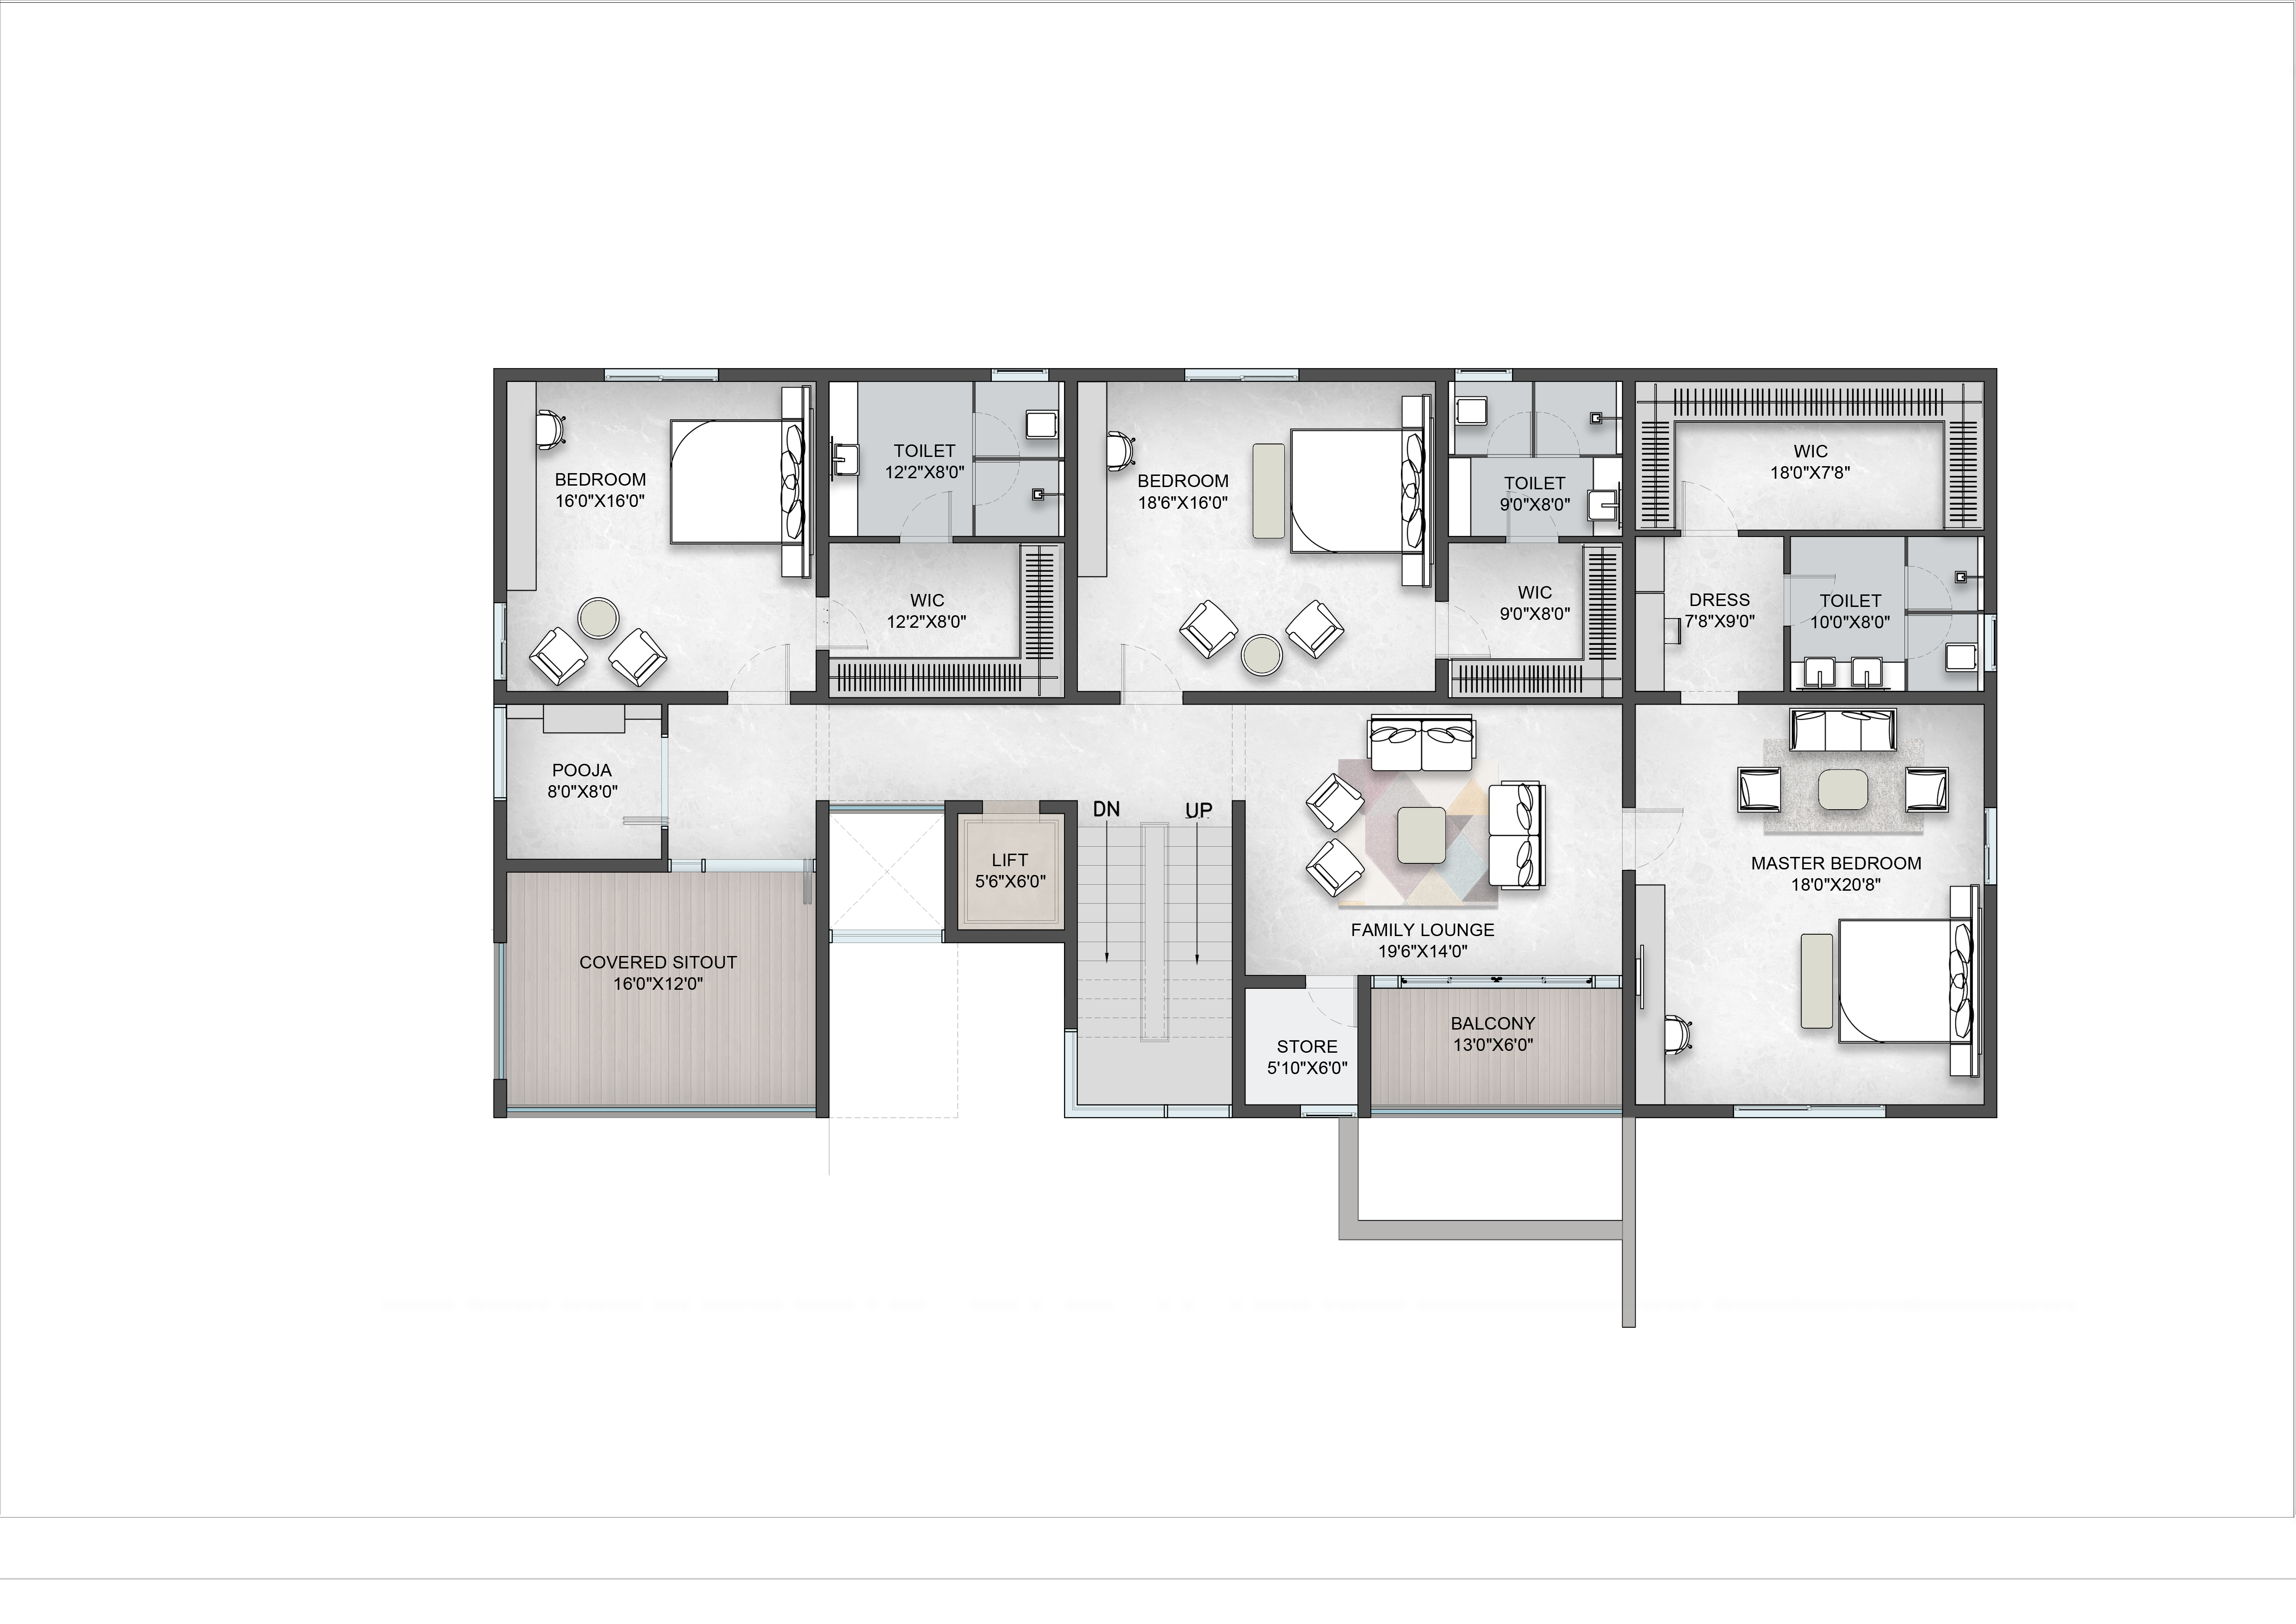 BEDROOM
16'0"X16'0"
TOILET
12'2"X8'0"
WIC
12'2"X8'0"
BEDROOM
18'6"X16'0"
TOILET
9'0"X8'0"
WIC
9'0"X8'0"
WIC
18'0"X7'8"
DRESS
7'8"X9'0"
TOILET
10'0"X8'0"
POOJA
8'0"X8'0"
COVERED SITOUT
16'0"X12'0"
LIFT
5'6"X6'0"
DN
UP
FAMILY LOUNGE
19'6"X14'0"
STORE
5'10"X6'0"
BALCONY
13'0"X6'0"
MASTER BEDROOM
18'0"X20'8"